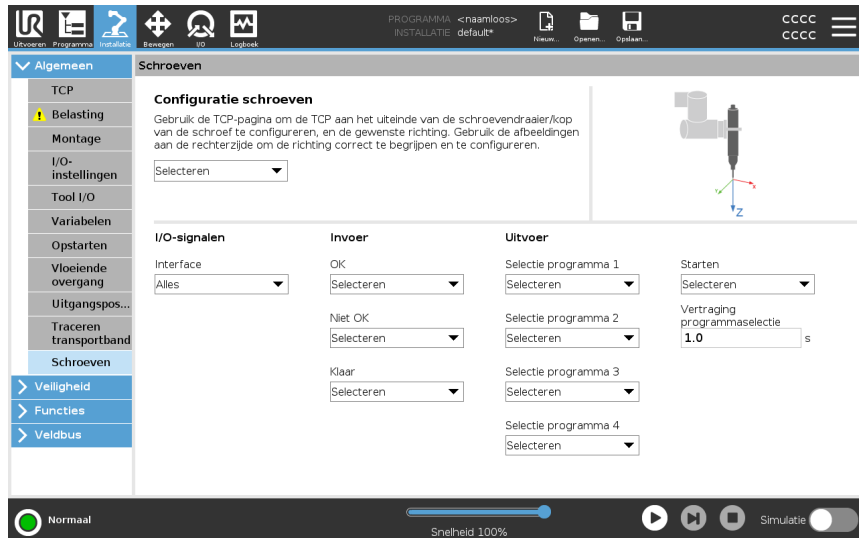 UR
PROGRAMMA <naamloos>
INSTALLATIE default*
CCCC
CCCC
Uitvoeren Programma Installatie Bewegen I/O Logboek Nieuw... Openen... Opslaan...
Algemeen
TCP
Belasting
Montage
I/O-
instellingen
Tool I/O
Variabelen
Opstarten
Vloeiende
overgang
Uitgangspos...
Traceren
transportband
Schroeven
Veiligheid
Functies
Veldbus
Schroeven
Configuratie schroeven
Gebruik de TCP-pagina om de TCP aan het uiteinde van de schroevendraaier/kop
van de schroef te configureren, en de gewenste richting. Gebruik de afbeeldingen
aan de rechterzijde om de richting correct te begrijpen en te configureren.
Selecteren
Y X
Z
I/O-signalen
Interface
Alles
Invoer
OK
Selecteren
Niet OK
Selecteren
Klaar
Selecteren
Uitvoer
Selectie programma 1
Selecteren
Selectie programma 2
Selecteren
Selectie programma 3
Selecteren
Selectie programma 4
Selecteren
Starten
Selecteren
Vertraging
programmaselectie
1.0 s
Normaal
Snelheid 100%
Simulatie